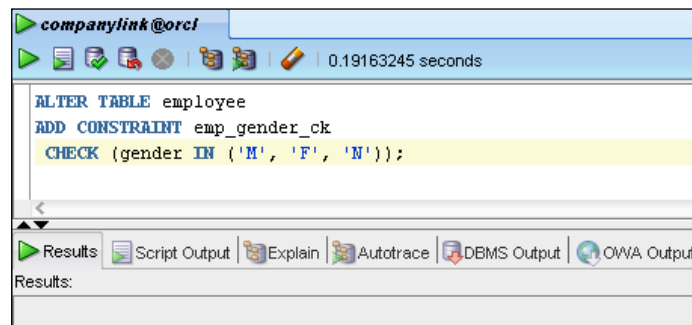 companylink@orcl
0.19163245 seconds
ALTER TABLE employee
ADD CONSTRAINT emp_gender_ck
CHECK (gender IN ('M', 'F', 'N'));
Results Script Output Explain Autotrace DBMS Output OWA Output
Results: